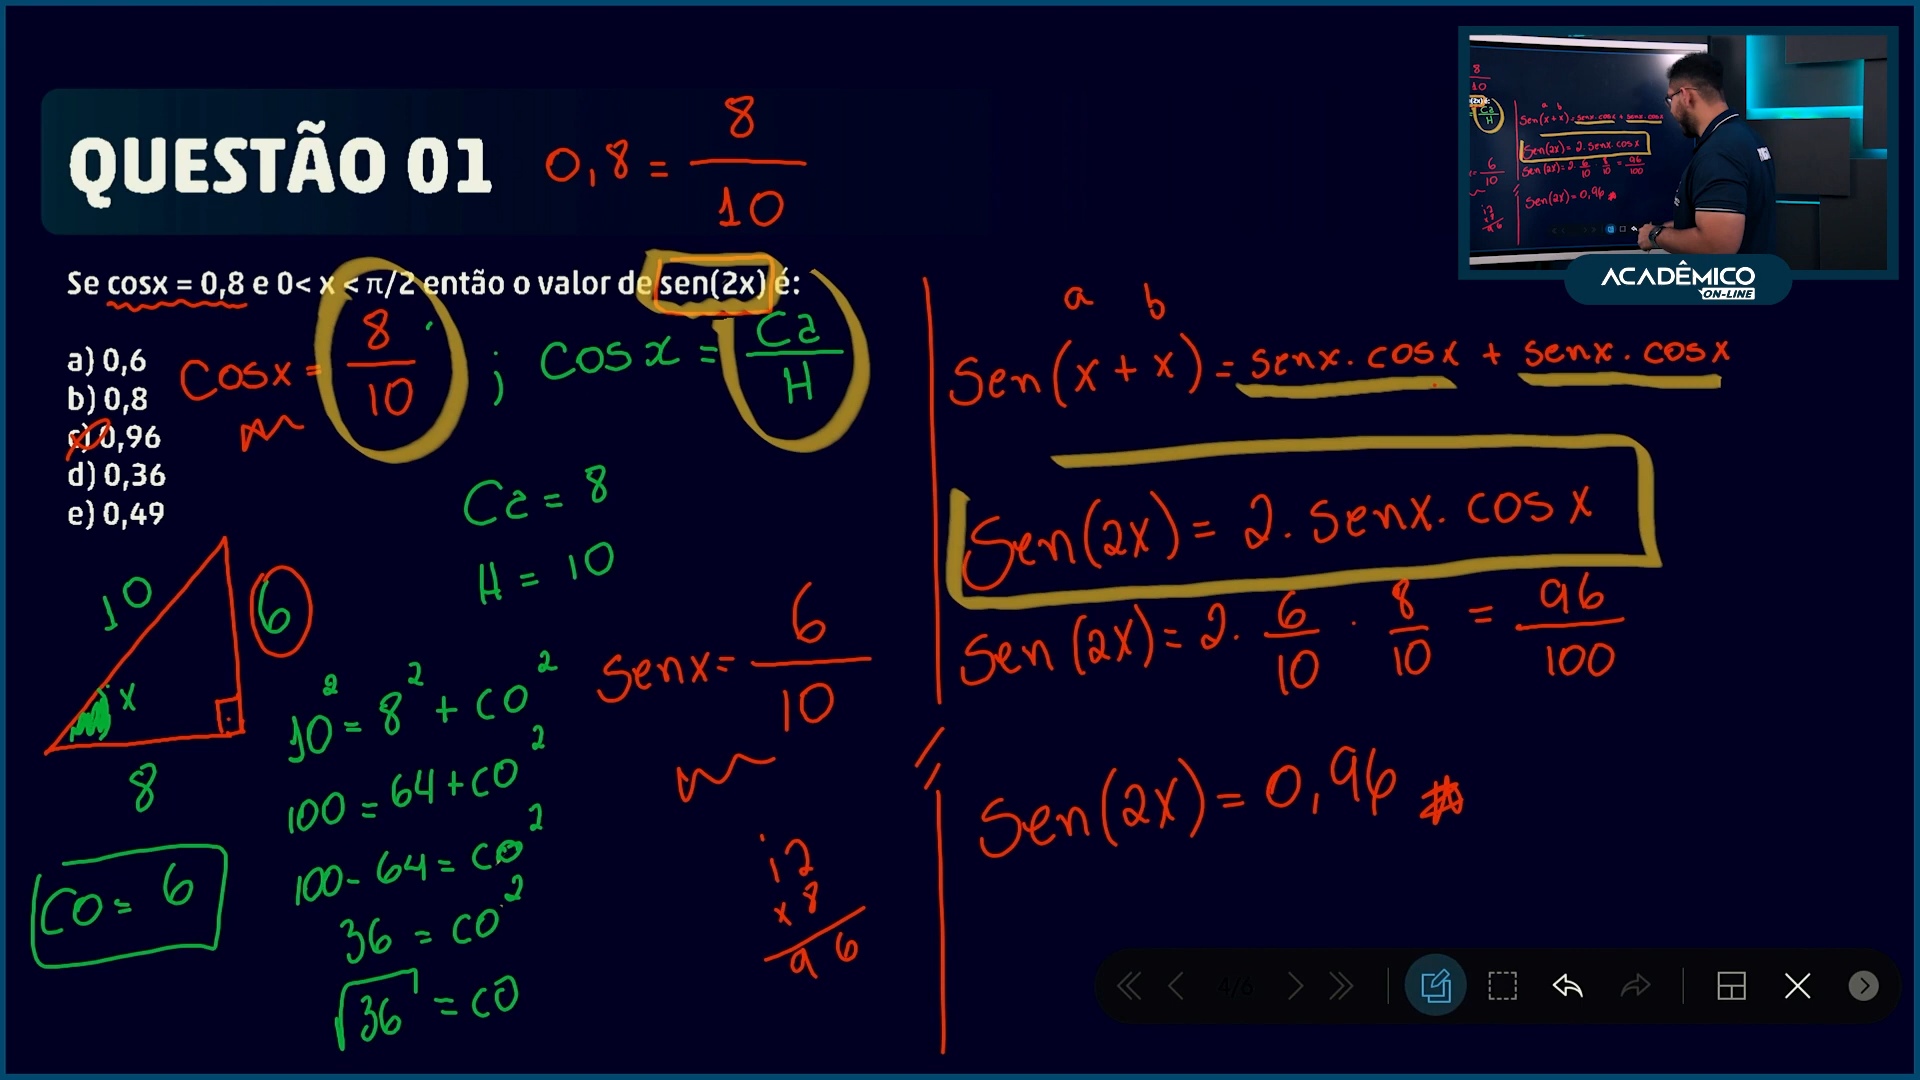 QUESTÃO 01
0,8 = 8/10
Se cosx = 0,8 e 0< x < π/2 então o valor de sen(2x) é:
a) 0,6
b) 0,8
c) 0,96
d) 0,36
e) 0,49
Cosx = 8/10 ; Cosx = Ca/H
Ca = 8
H = 10
10
6
x
8
10² = 8² + CO²
100 = 64 + CO²
100 - 64 = CO²
36 = CO²
√36 = CO
CO = 6
Senx = 6/10
12
x 8
96
a b
Sen(x + x) = senx . cosx + senx . cosx
Sen(2x) = 2. Senx. cosx
Sen(2x) = 2. 6/10 . 8/10 = 96/100
Sen(2x) = 0,96
ACADÊMICO
ON-LINE
4/6